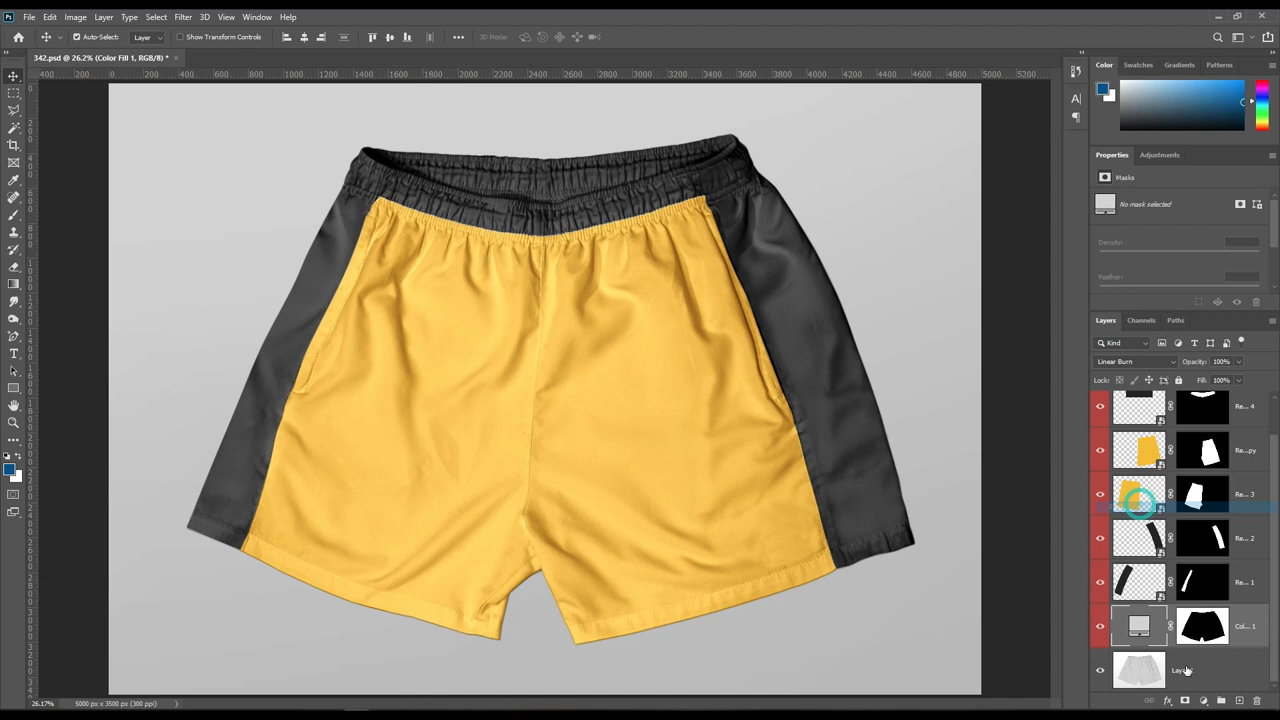 Ps File Edit Image Layer Type Select Filter 3D View Window Help
Auto-Select: Layer Show Transform Controls 3D Mode:
342.psd @ 26.2% (Color Fill 1, RGB/8) *
400 200 0 200 400 600 800 1000 1200 1400 1600 1800 2000 2200 2400 2600 2800 3000 3200 3400 3600 3800 4000 4200 4400 4600 4800 5000 5200
Color Swatches Gradients Patterns
Properties Adjustments
Masks
No mask selected
Density:
Feather:
Layers Channels Paths
Kind
Linear Burn Opacity: 100%
Lock: Fill: 100%
Re... 4
Re...py
Re... 3
Re... 2
Re... 1
Col... 1
26.17% 5000 px x 3500 px (300 ppi)